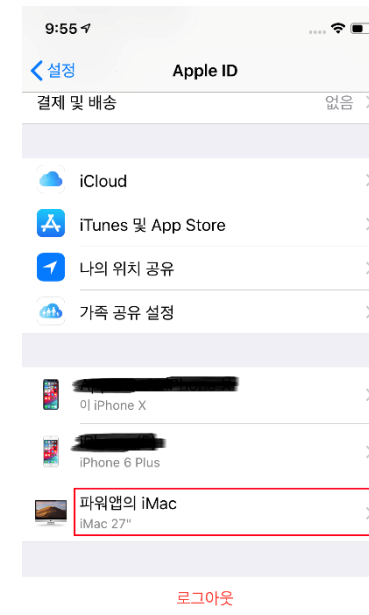 9:55
설정
Apple ID
결제 및 배송
없음
iCloud
iTunes 및 App Store
나의 위치 공유
가족 공유 설정
이 iPhone X
iPhone 6 Plus
파워앱의 iMac
iMac 27"
로그아웃